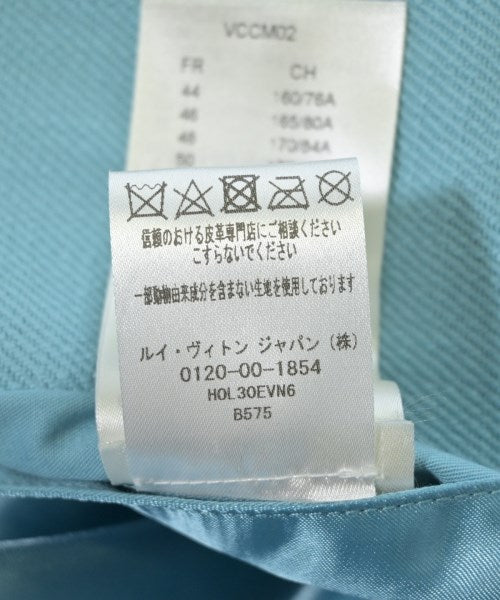 VCCM02
FR CH
44 160/76A
46 165/80A
48 170/84A
50
信頼のおける皮革専門店にご相談ください
こすらないでください
一部動物由来成分を含まない生地を使用しております
ルイ・ヴィトン ジャパン（株）
0120-00-1854
HOL30EVN6
B575